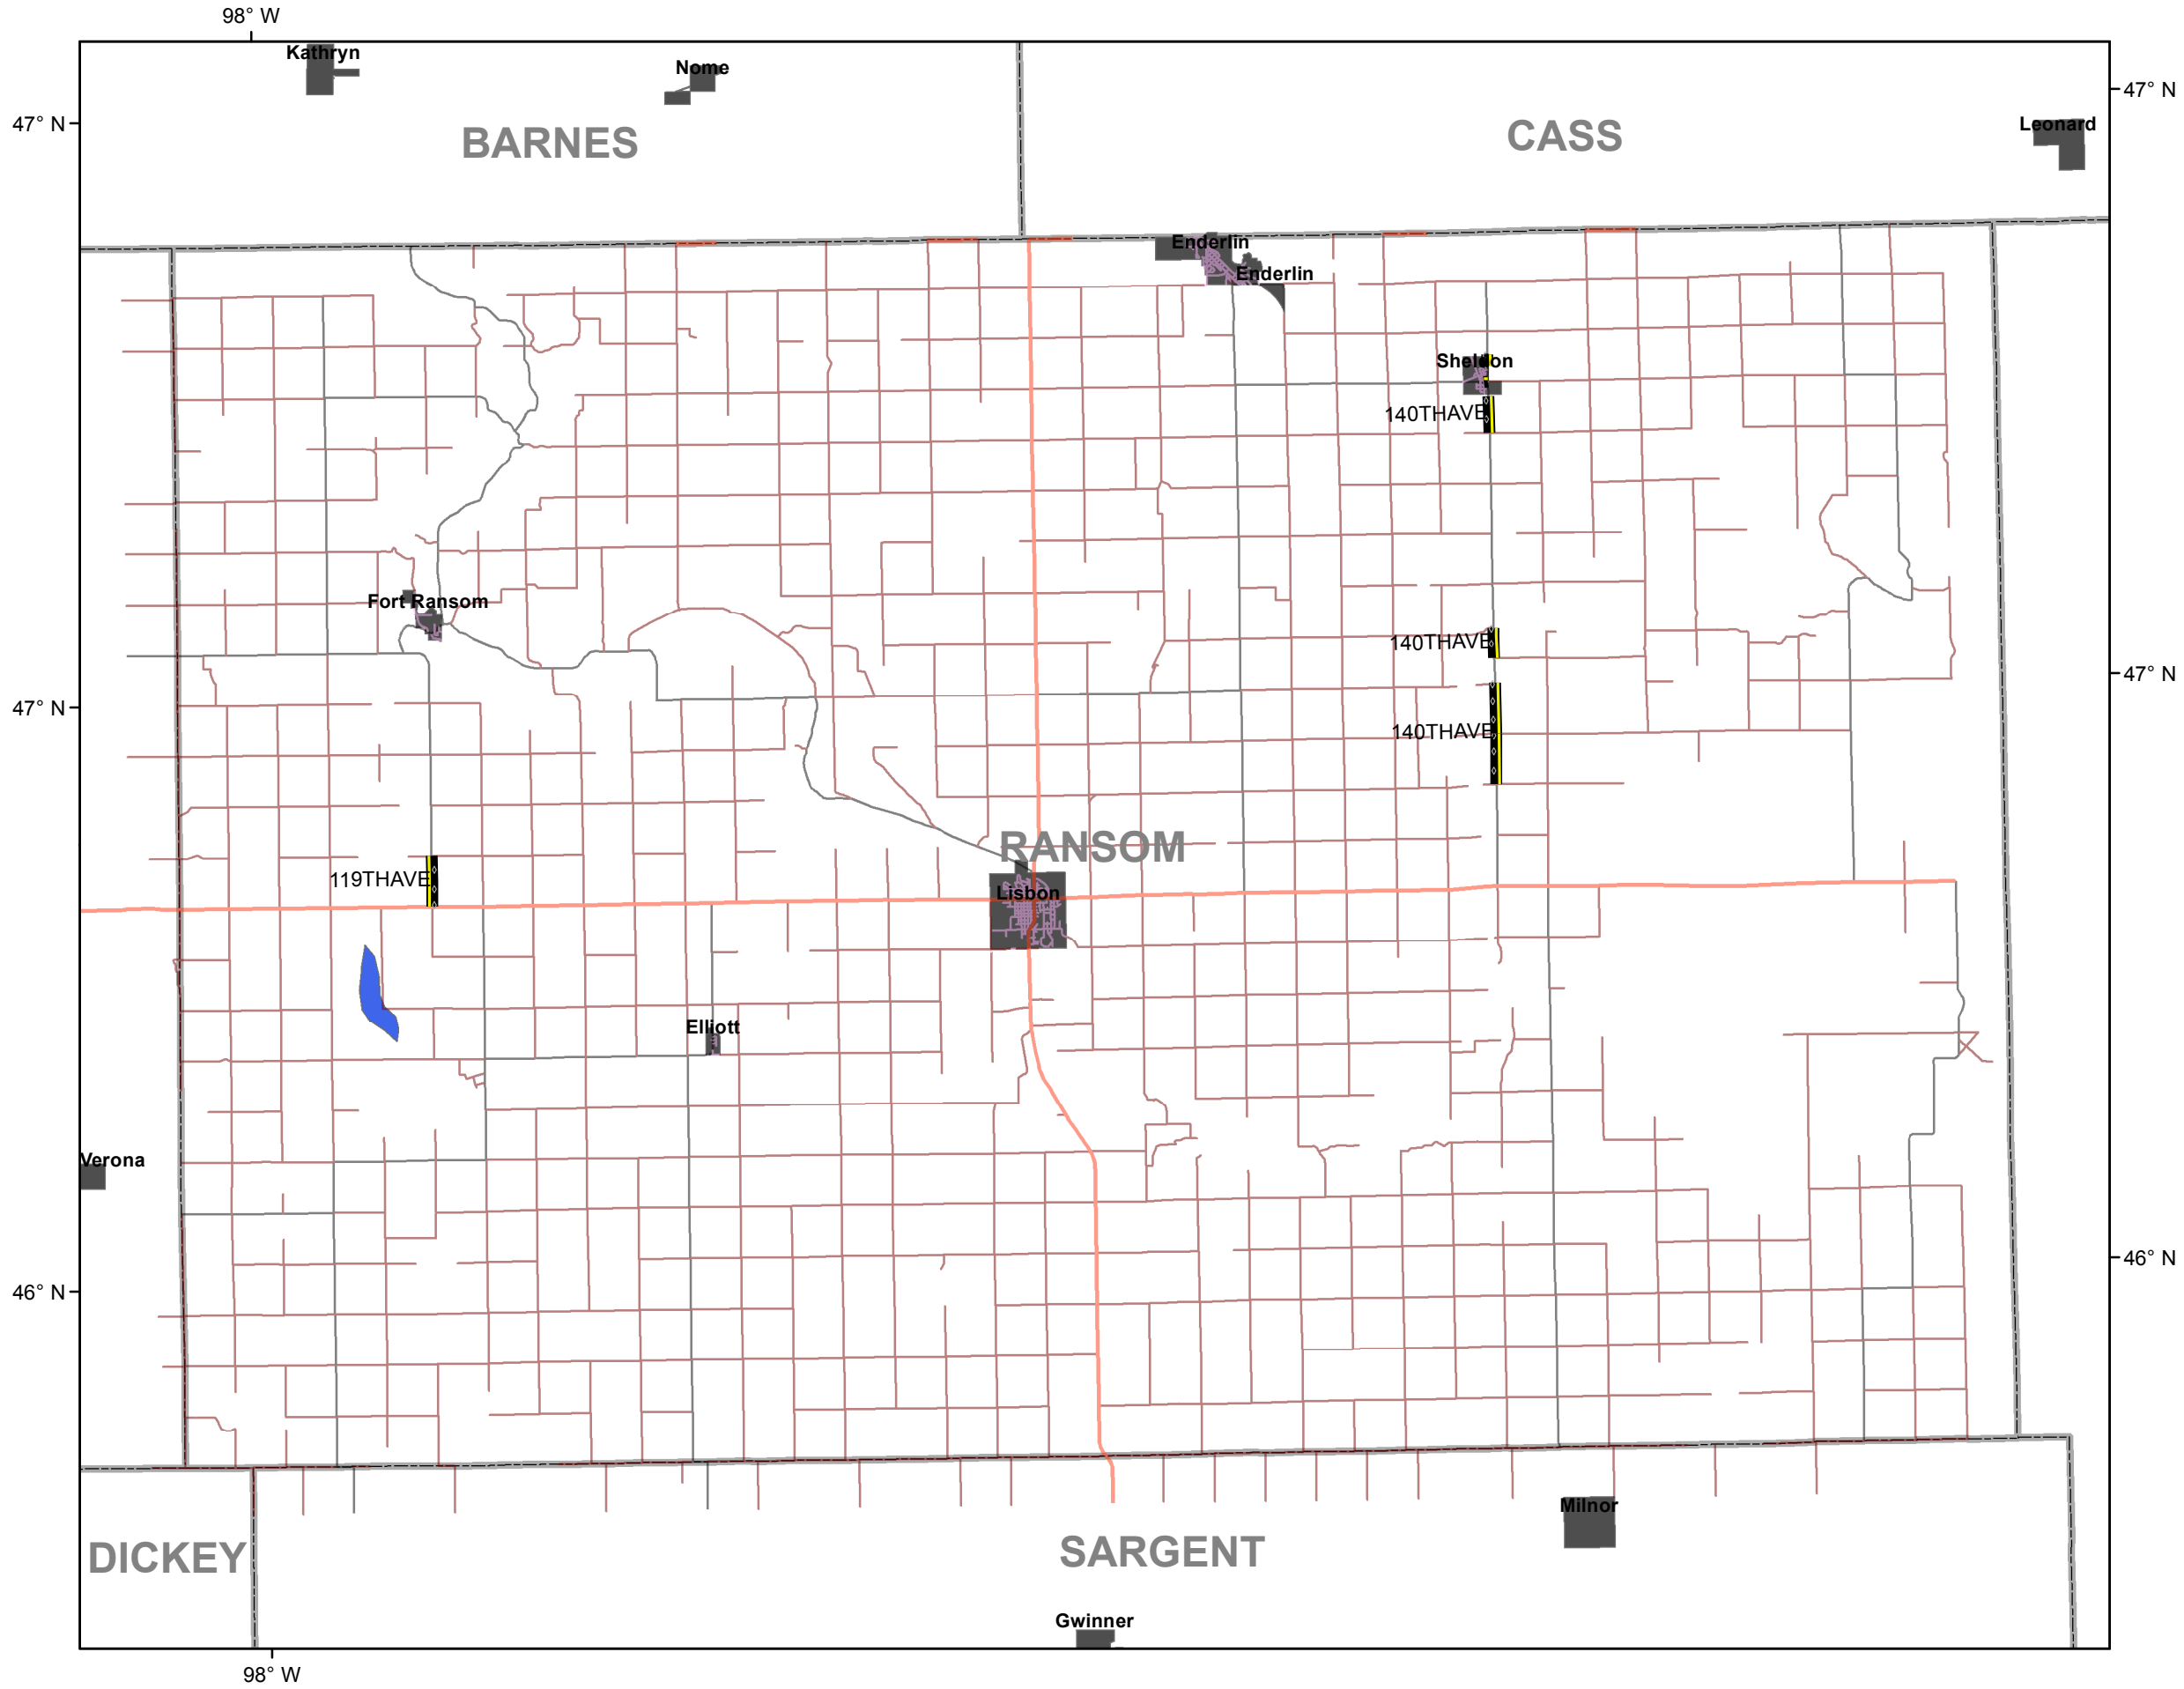 98° W
Kathryn
Nome
47° N
47° N
Leonard
BARNES
CASS
Enderlin
Enderlin
Sheldon
140THAVE
Fort Ransom
140THAVE
47° N
47° N
140THAVE
RANSOM
119THAVE
Lisbon
Elliott
Verona
46° N
46° N
Milnor
DICKEY
SARGENT
Gwinner
98° W